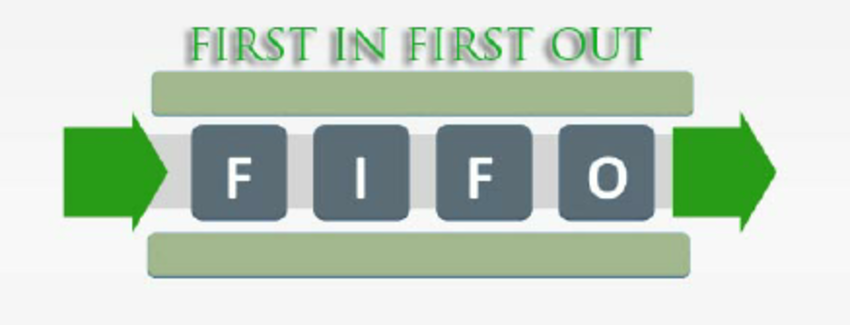 FIRST IN FIRST OUT
F I F O